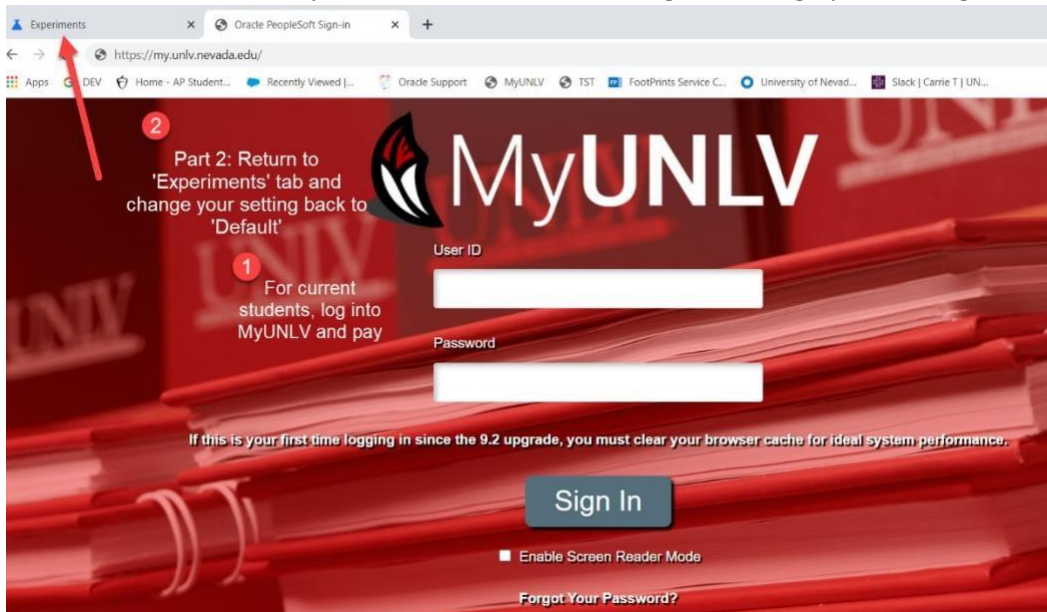 Experiments
Oracle PeopleSoft Sign-in
https://my.unlv.nevada.edu/
Apps
DEV
Home - AP Student...
Recently Viewed |...
Oracle Support
MyUNLV
TST
FootPrints Service C...
University of Nevad...
Slack | Carrie T | UN...
2
Part 2: Return to
'Experiments' tab and
change your setting back to
'Default'
MyUNLV
UNLV
1
For current
students, log into
MyUNLV and pay
User ID
Password
If this is your first time logging in since the 9.2 upgrade, you must clear your browser cache for ideal system performance.
Sign In
Enable Screen Reader Mode
Forgot Your Password?